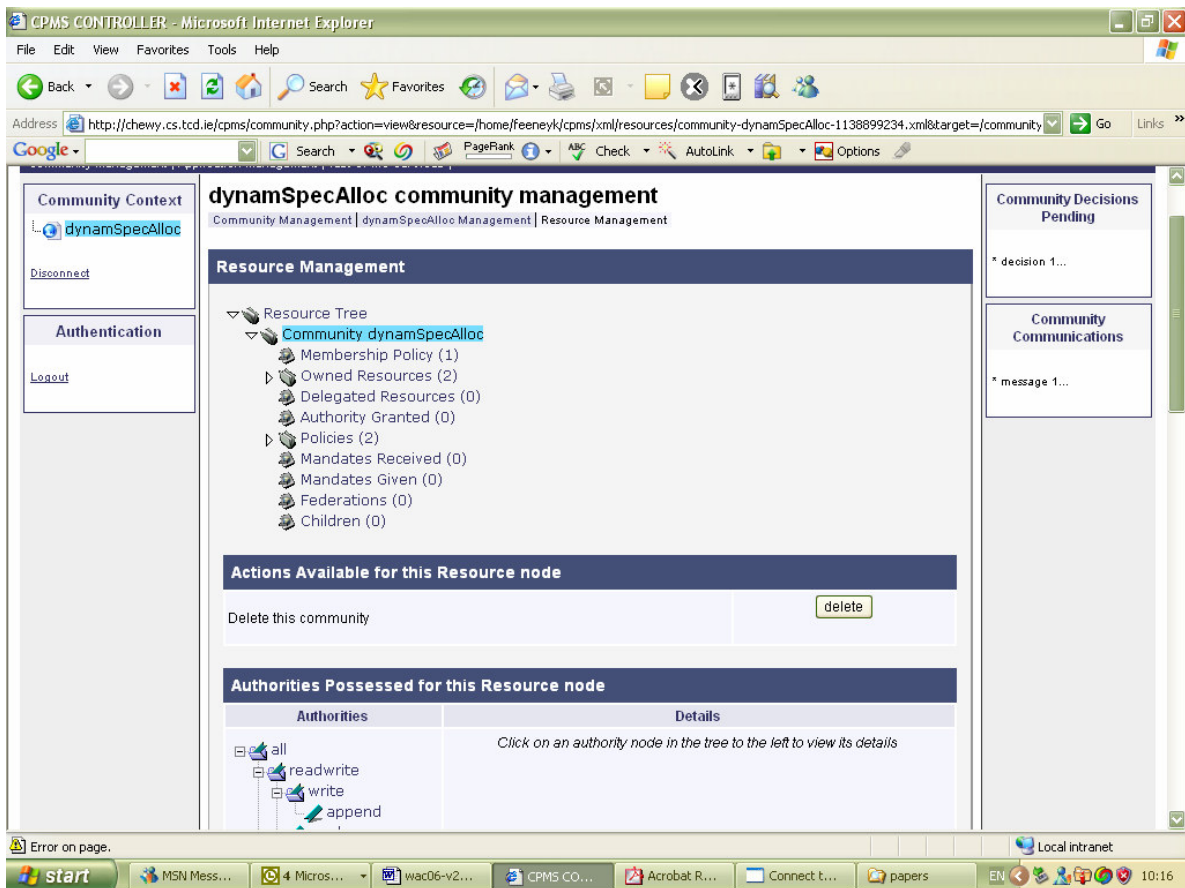 CPMS CONTROLLER - Microsoft Internet Explorer
File Edit View Favorites Tools Help
Back Search Favorites
Address http://chewy.cs.tcd.ie/cpms/community.php?action=view&resource=/home/feeneyk/cpms/xml/resources/community-dynamSpecAlloc-1138899234.xml&target=/community Go Links »
Google Search PageRank Check AutoLink Options
Community Context
dynamSpecAlloc
Disconnect
Authentication
Logout
dynamSpecAlloc community management
Community Management | dynamSpecAlloc Management | Resource Management
Resource Management
Resource Tree
Community dynamSpecAlloc
Membership Policy (1)
Owned Resources (2)
Delegated Resources (0)
Authority Granted (0)
Policies (2)
Mandates Received (0)
Mandates Given (0)
Federations (0)
Children (0)
Actions Available for this Resource node
Delete this community delete
Authorities Possessed for this Resource node
Authorities Details
all Click on an authority node in the tree to the left to view its details
readwrite
write
append
Community Decisions
Pending
* decision 1...
Community
Communications
* message 1...
Error on page. Local intranet
start MSN Mess... 4 Micros... wac06-v2... CPMS CO... Acrobat R... Connect t... papers EN 10:16